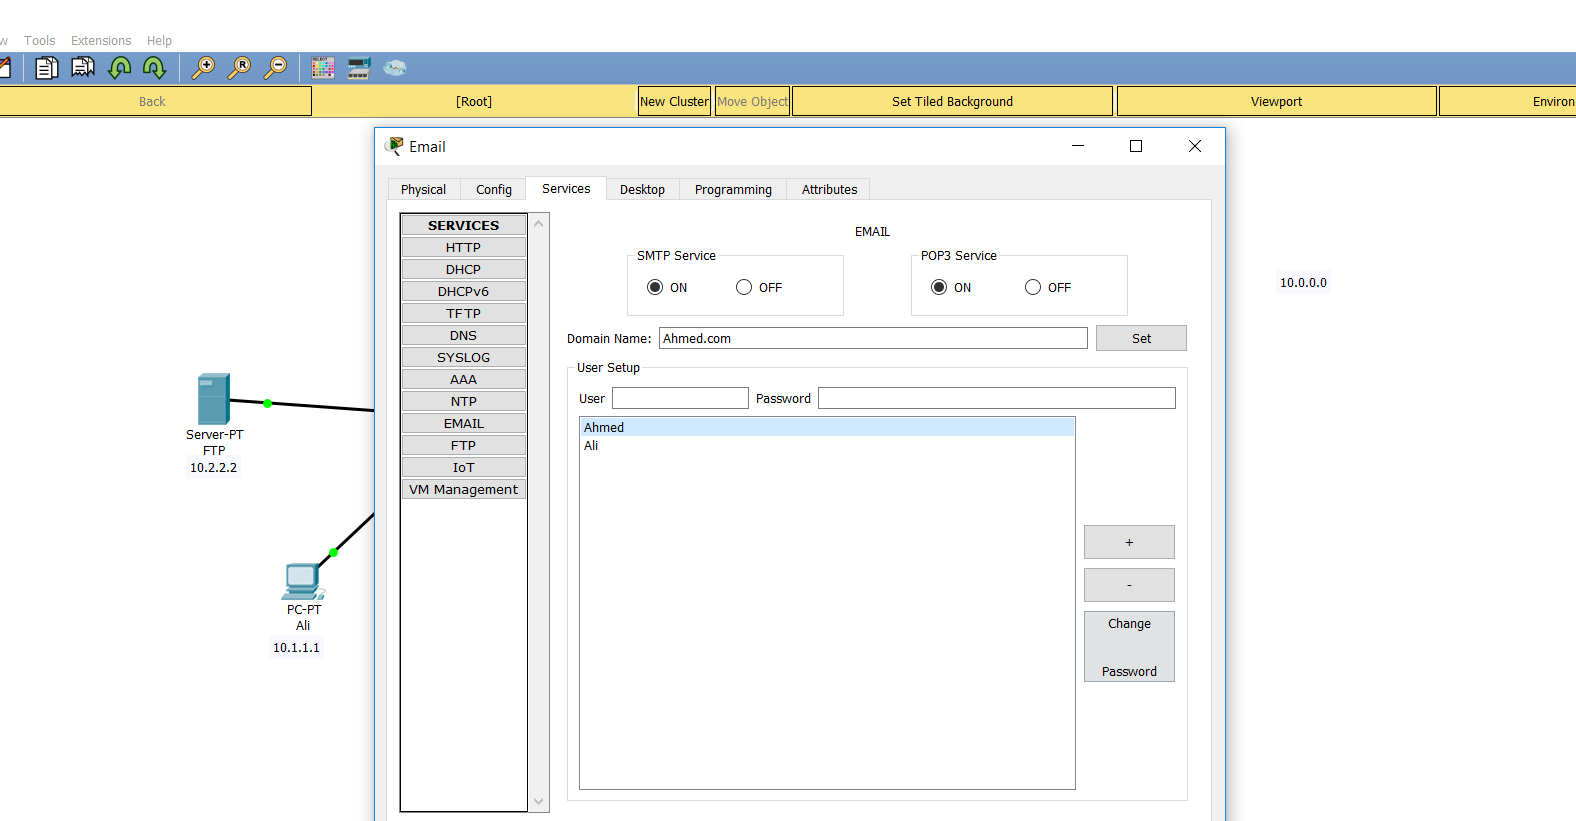 w Tools Extensions Help
Back [Root] New Cluster Move Object Set Tiled Background Viewport Environ
Email
Physical Config Services Desktop Programming Attributes
SERVICES
HTTP
DHCP
DHCPv6
TFTP
DNS
SYSLOG
AAA
NTP
EMAIL
FTP
IoT
VM Management
EMAIL
SMTP Service
ON OFF
POP3 Service
ON OFF
Domain Name: Ahmed.com Set
User Setup
User Password
Ahmed
Ali
+
-
Change
Password
10.0.0.0
Server-PT
FTP
10.2.2.2
PC-PT
Ali
10.1.1.1